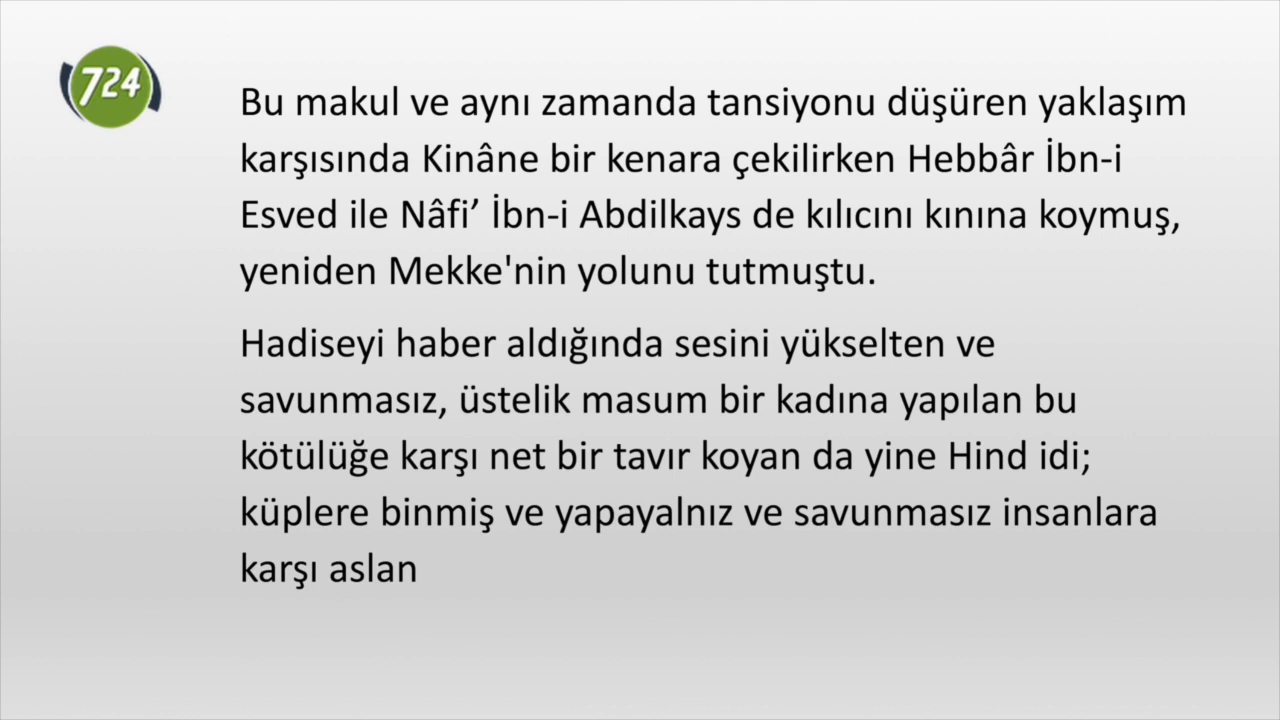 724
Bu makul ve aynı zamanda tansiyonu düşüren yaklaşım
karşısında Kinâne bir kenara çekilirken Hebbâr İbn-i
Esved ile Nâfi’ İbn-i Abdilkays de kılıcını kınına koymuş,
yeniden Mekke'nin yolunu tutmuştu.
Hadiseyi haber aldığında sesini yükselten ve
savunmasız, üstelik masum bir kadına yapılan bu
kötülüğe karşı net bir tavır koyan da yine Hind idi;
küplere binmiş ve yapayalnız ve savunmasız insanlara
karşı aslan